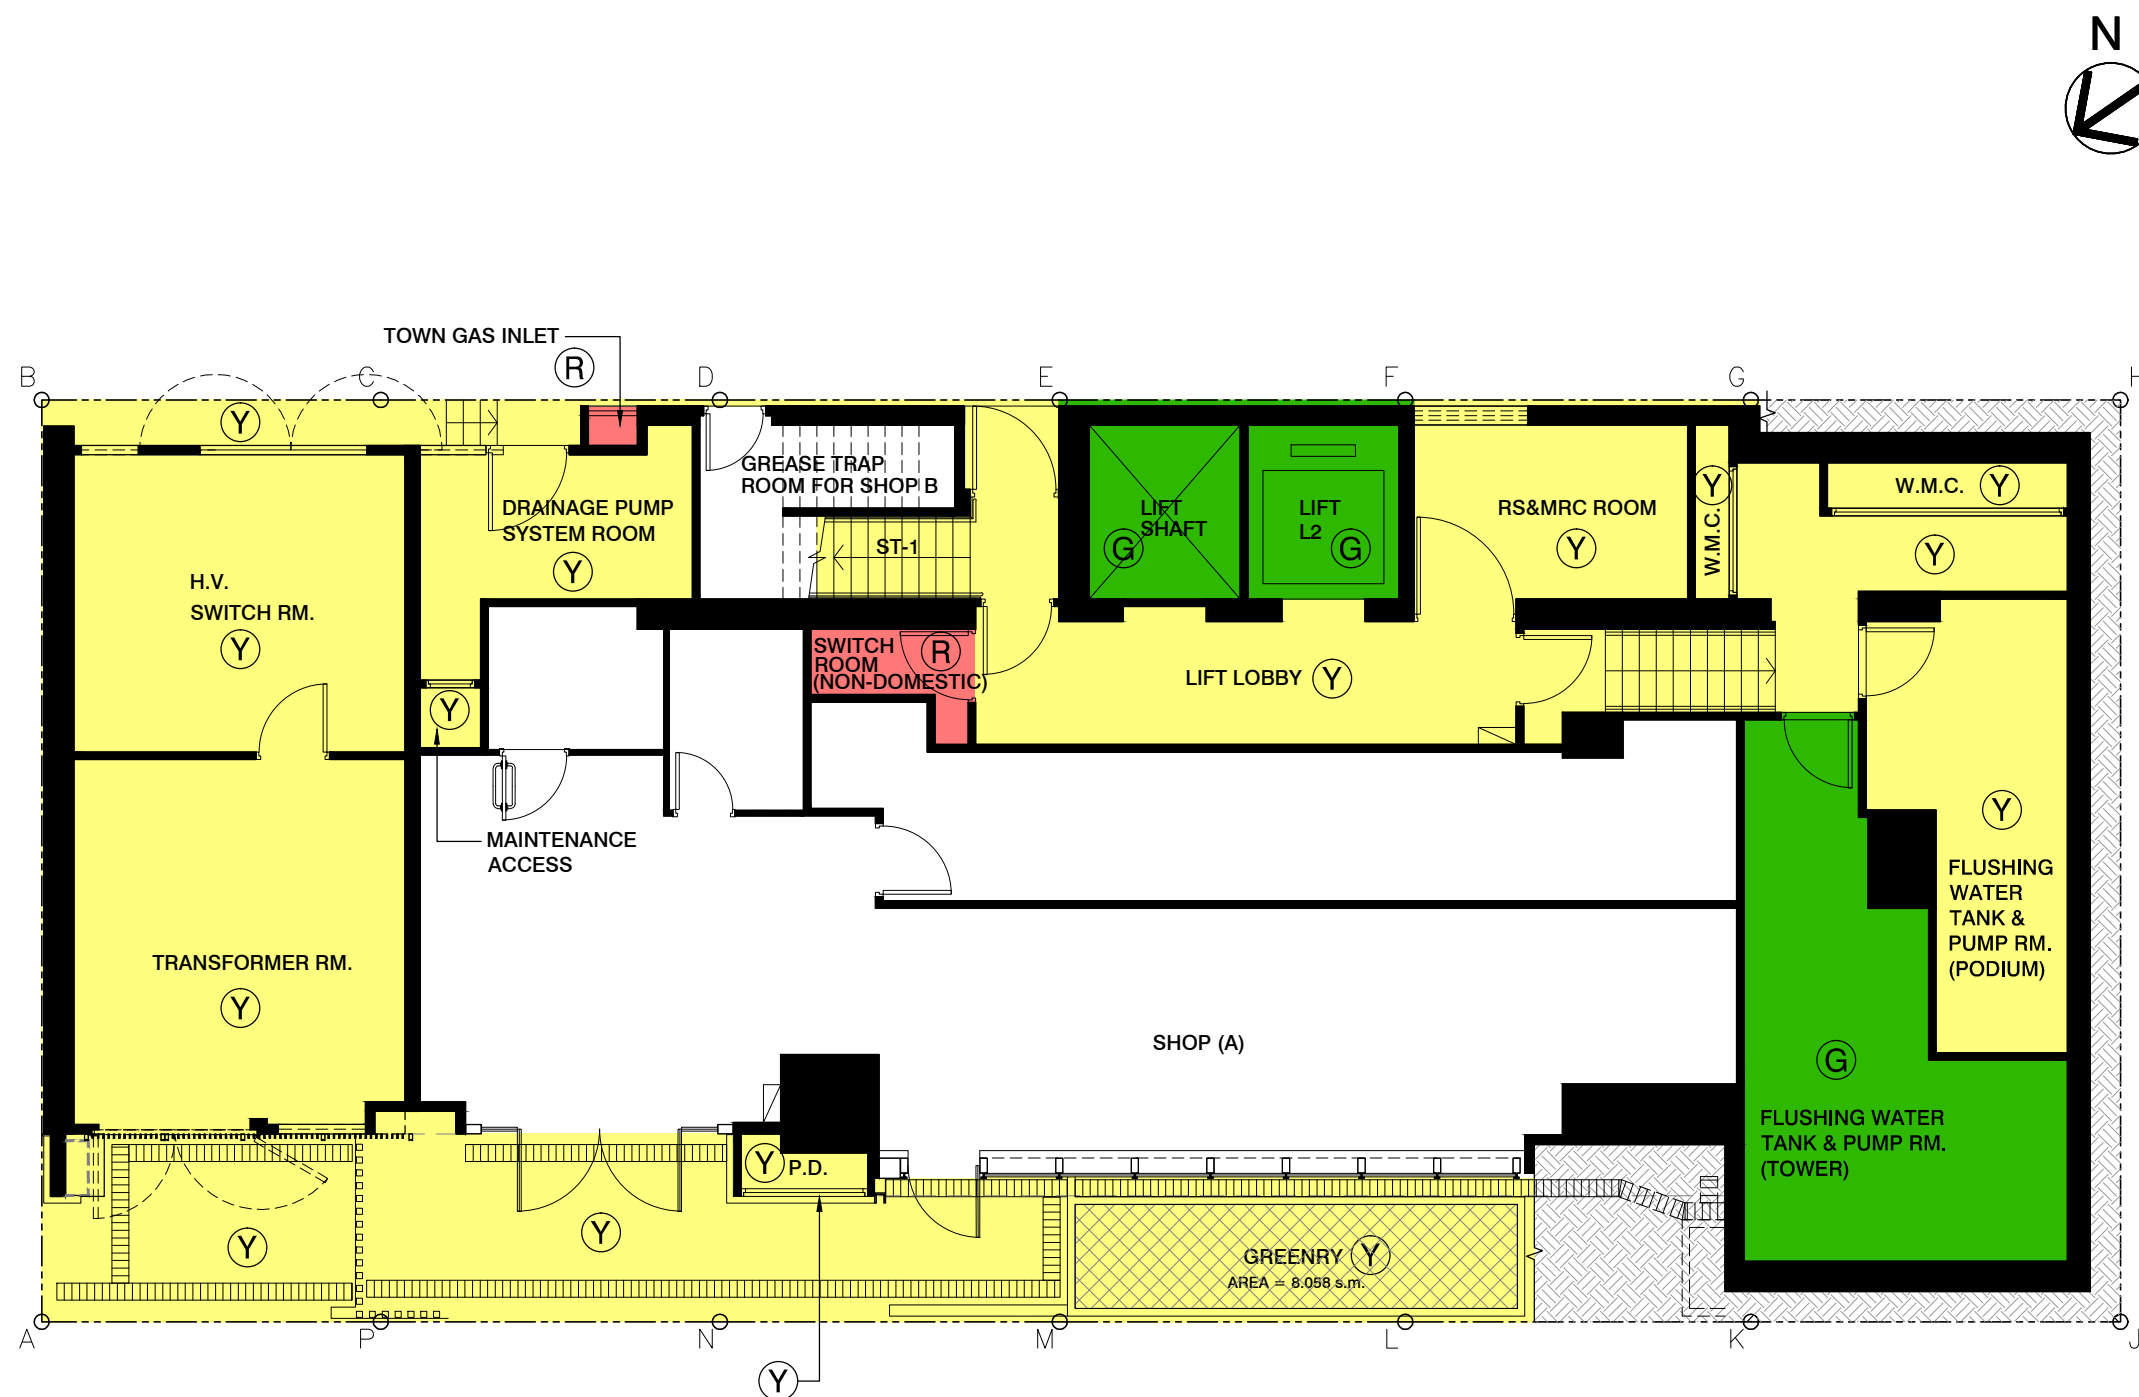 N
TOWN GAS INLET
R
B
C
D
E
F
G
H
Y
GREASE TRAP
ROOM FOR SHOP B
DRAINAGE PUMP
SYSTEM ROOM
Y
ST-1
LIFT
SHAFT
G
LIFT
L2
G
RS&MRC ROOM
Y
Y
W.M.C.
W.M.C.
Y
Y
H.V.
SWITCH RM.
Y
SWITCH
ROOM
(NON-DOMESTIC)
R
LIFT LOBBY
Y
Y
MAINTENANCE
ACCESS
Y
FLUSHING
WATER
TANK &
PUMP RM.
(PODIUM)
TRANSFORMER RM.
Y
SHOP (A)
G
FLUSHING WATER
TANK & PUMP RM.
(TOWER)
Y
P.D.
Y
Y
GREENRY
Y
AREA = 8.058 s.m.
A
P
N
M
L
K
J
Y